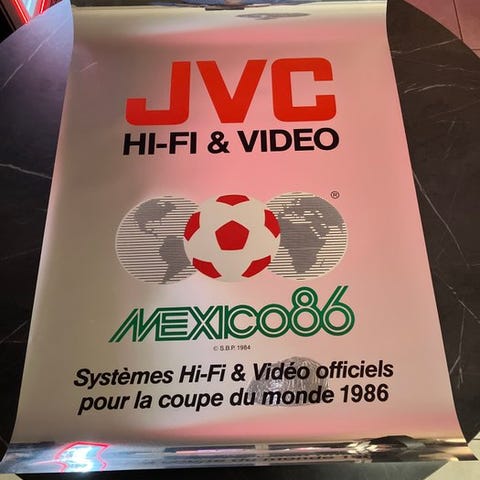 JVC
HI-FI & VIDEO
®
MEXICO86
© S.B.P. 1984
Systèmes Hi-Fi & Vidéo officiels
pour la coupe du monde 1986